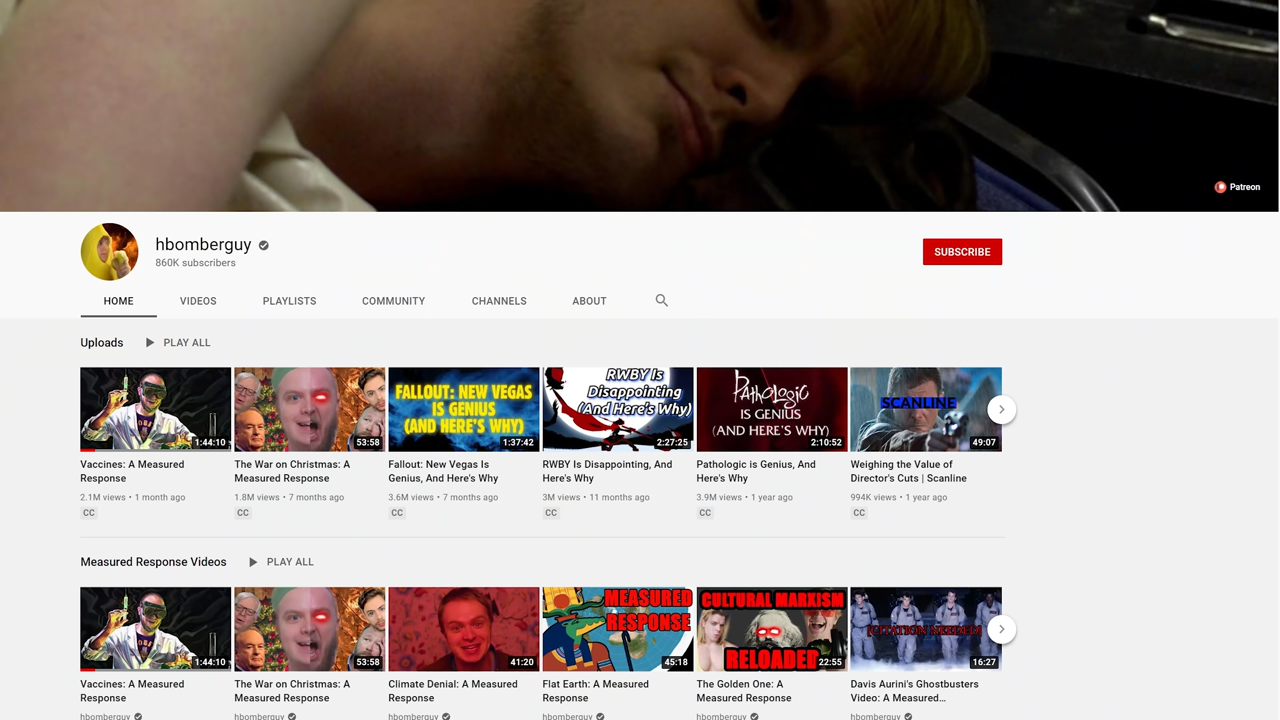 Patreon
hbomberguy
860K subscribers
SUBSCRIBE
HOME VIDEOS PLAYLISTS COMMUNITY CHANNELS ABOUT
Uploads PLAY ALL
1:44:10
53:58
FALLOUT: NEW VEGAS
IS GENIUS
(AND HERE'S WHY)
1:37:42
RWBY IS
Disappointing
(And Here's Why)
2:27:25
Pathologic
IS GENIUS
(AND HERE'S WHY)
2:10:52
SCANLINE
49:07
Vaccines: A Measured
Response
2.1M views • 1 month ago
CC
The War on Christmas: A
Measured Response
1.8M views • 7 months ago
CC
Fallout: New Vegas Is
Genius, And Here's Why
3.6M views • 7 months ago
CC
RWBY Is Disappointing, And
Here's Why
3M views • 11 months ago
CC
Pathologic is Genius, And
Here's Why
3.9M views • 1 year ago
CC
Weighing the Value of
Director's Cuts | Scanline
994K views • 1 year ago
CC
Measured Response Videos PLAY ALL
1:44:10
53:58
41:20
MEASURED
RESPONSE
45:18
CULTURAL MARXISM
RELOADED
22:55
[CITATION NEEDED]
16:27
Vaccines: A Measured
Response
hbomberguy
The War on Christmas: A
Measured Response
hbomberguy
Climate Denial: A Measured
Response
hbomberguy
Flat Earth: A Measured
Response
hbomberguy
The Golden One: A
Measured Response
hbomberguy
Davis Aurini's Ghostbusters
Video: A Measured...
hbomberguy